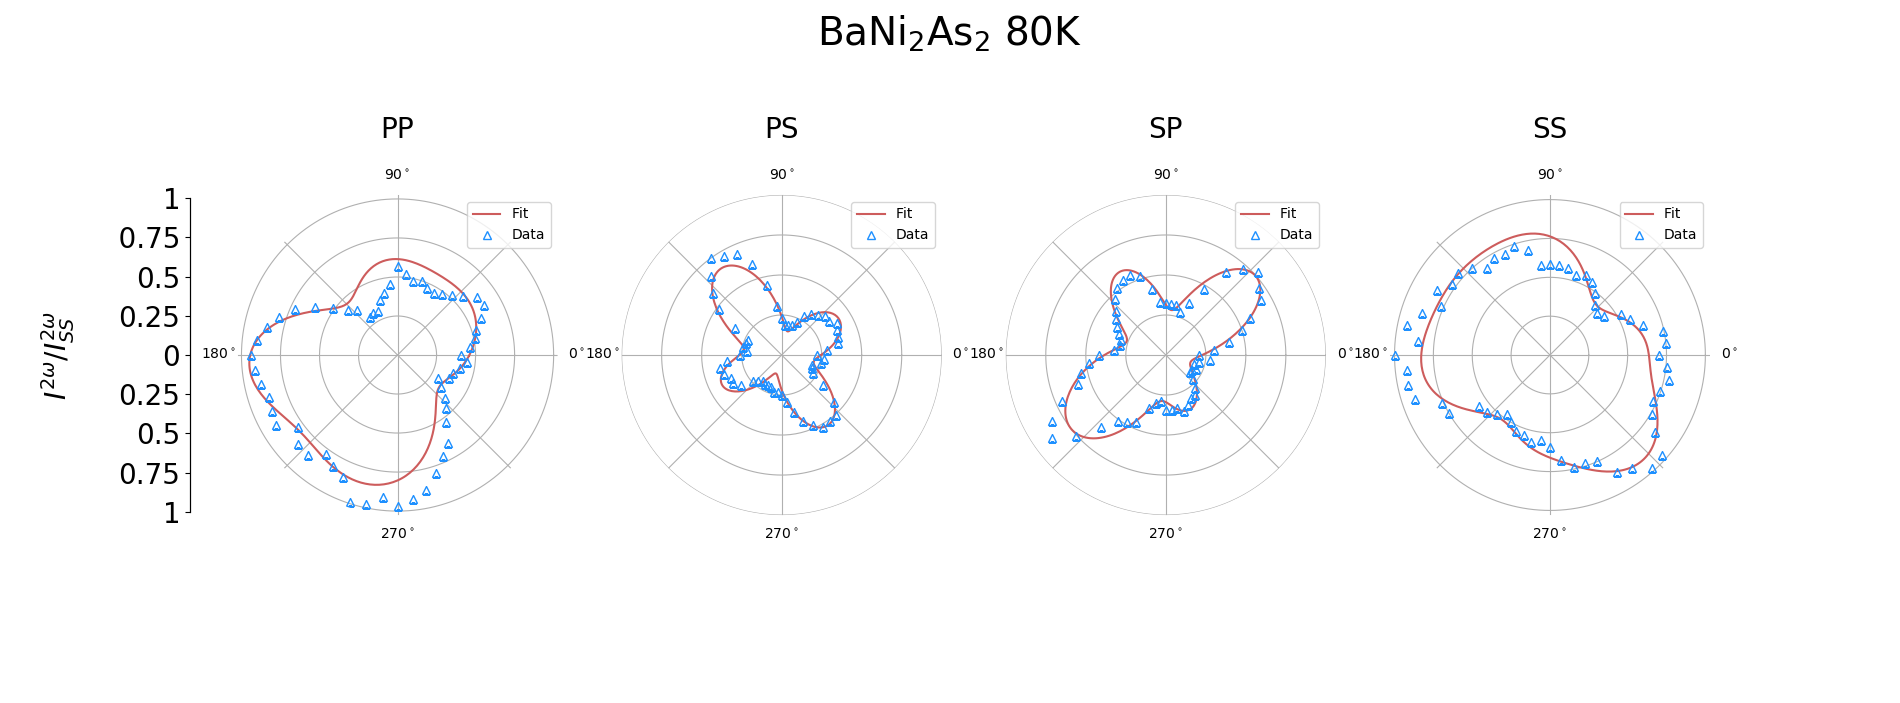 BaNi₂As₂ 80K
PP PS SP SS
90° 90° 90° 90°
Fit Fit Fit Fit
Data Data Data Data
1
0.75
0.5
0.25
0
0.25
0.5
0.75
1
I²ω/I²ωSS
180° 0° 180° 0° 180° 0° 180° 0°
270° 270° 270° 270°